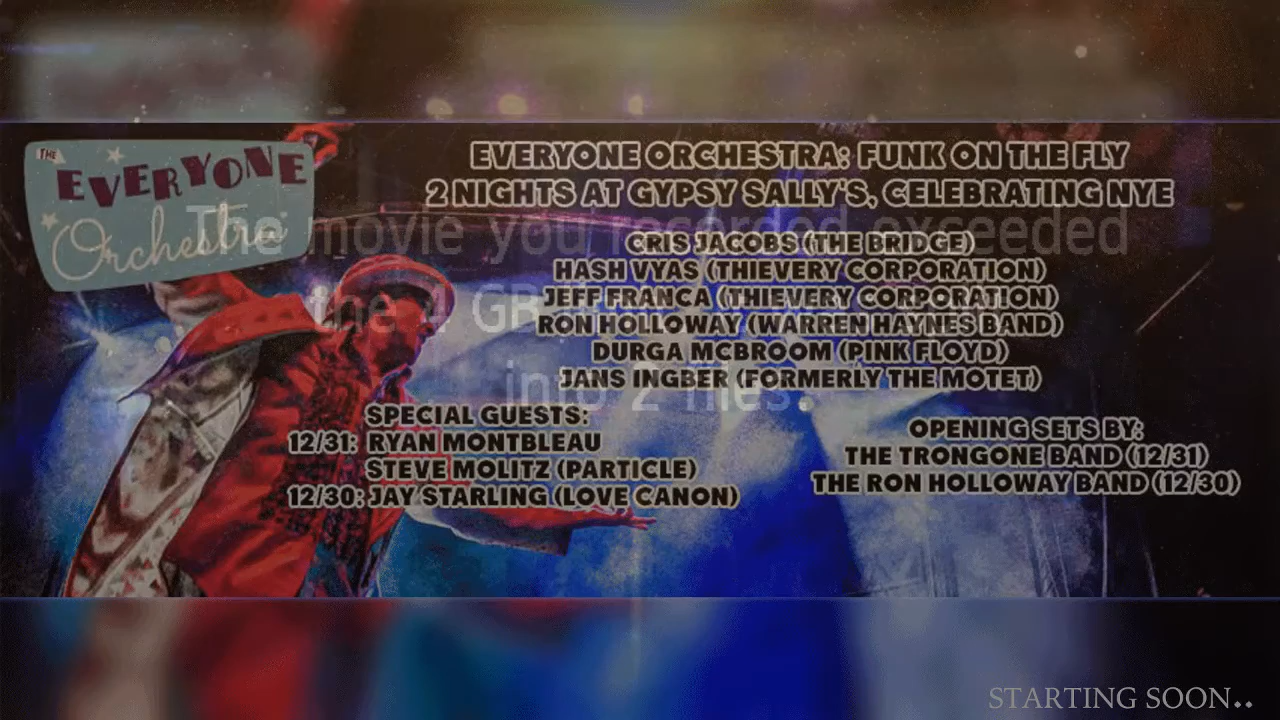 THE
EVERYONE
Orchestra
EVERYONE ORCHESTRA: FUNK ON THE FLY
2 NIGHTS AT GYPSY SALLY'S, CELEBRATING NYE
The movie you recorded exceeded
CRIS JACOBS (THE BRIDGE)
HASH VYAS (THIEVERY CORPORATION)
JEFF FRANCA (THIEVERY CORPORATION)
the 4 GB
RON HOLLOWAY (WARREN HAYNES BAND)
DURGA MCBROOM (PINK FLOYD)
JANS INGBER (FORMERLY THE MOTET)
into 2 files
SPECIAL GUESTS:
12/31: RYAN MONTBLEAU
STEVE MOLITZ (PARTICLE)
12/30: JAY STARLING (LOVE CANON)
OPENING SETS BY:
THE TRONGONE BAND (12/31)
THE RON HOLLOWAY BAND (12/30)
STARTING SOON..